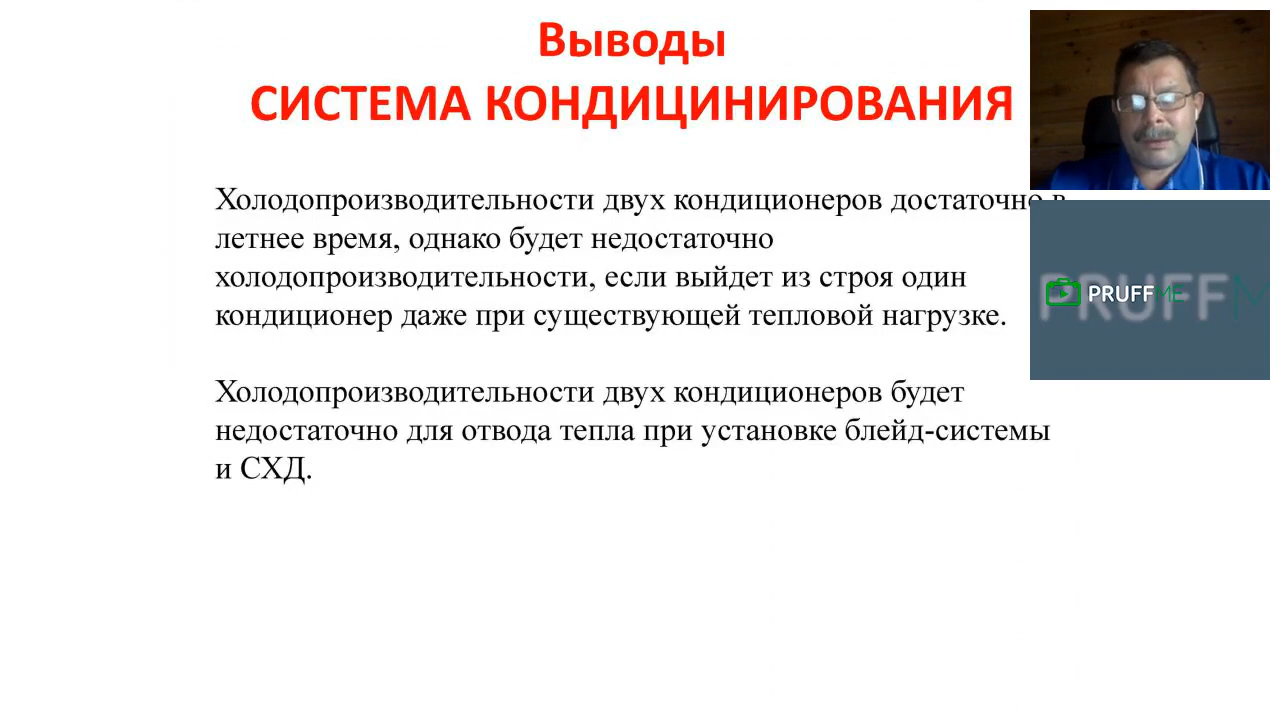 Выводы
СИСТЕМА КОНДИЦИНИРОВАНИЯ
Холодопроизводительности двух кондиционеров достаточно в
летнее время, однако будет недостаточно
холодопроизводительности, если выйдет из строя один
кондиционер даже при существующей тепловой нагрузке.
Холодопроизводительности двух кондиционеров будет
недостаточно для отвода тепла при установке блейд-системы
и СХД.
PRUFFME